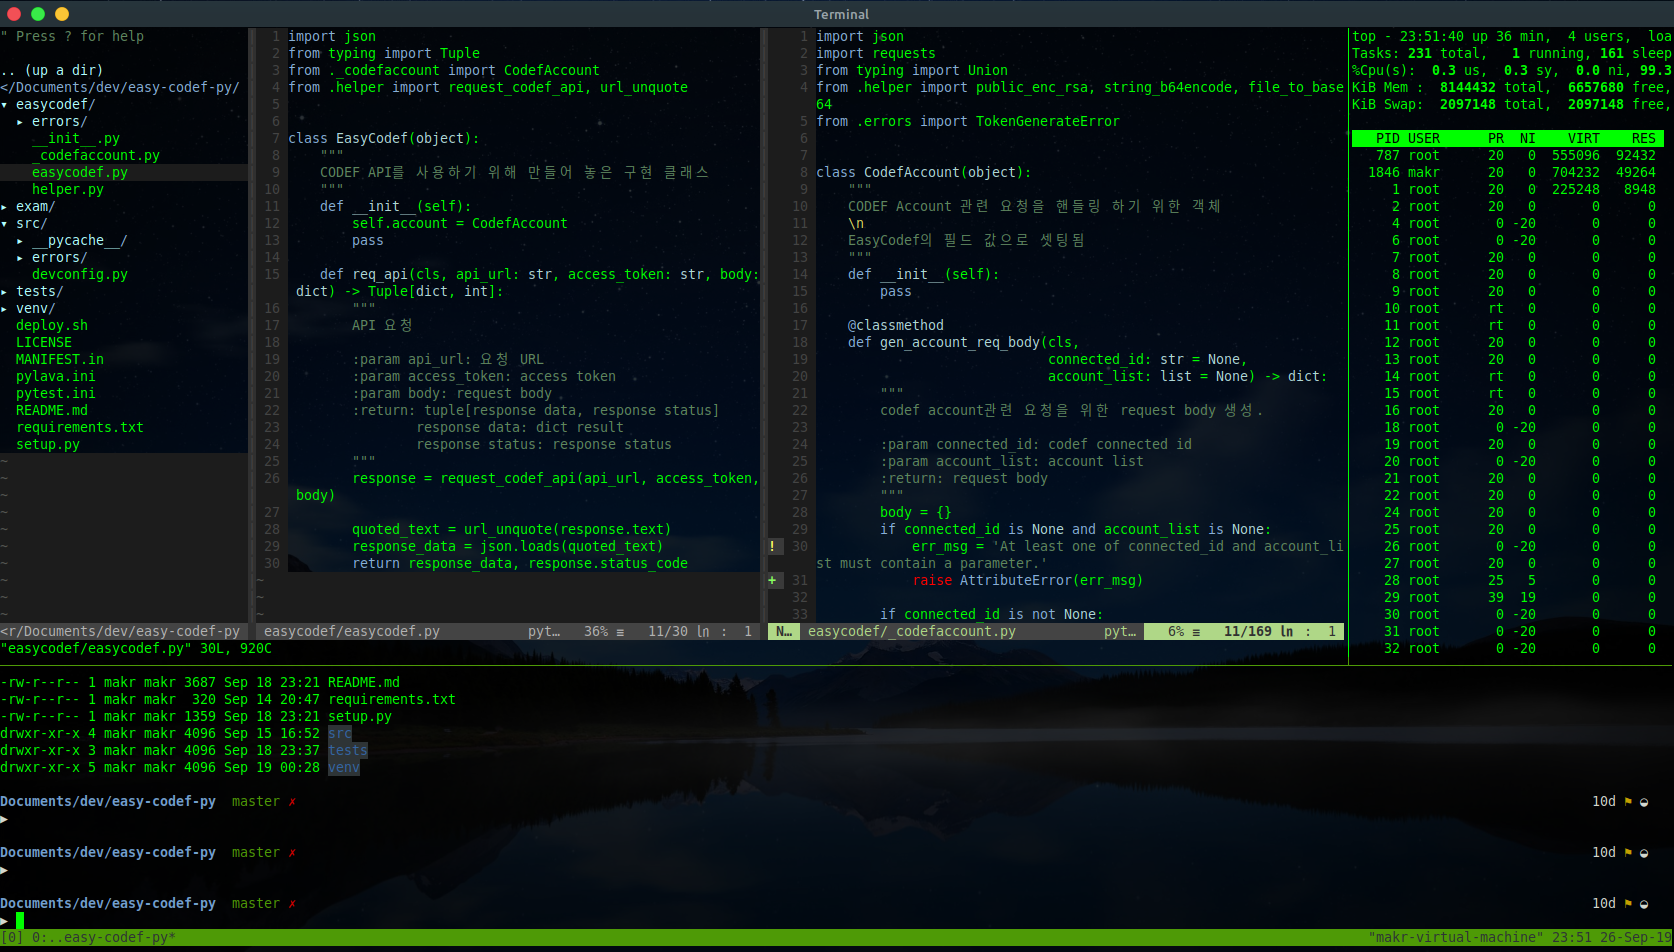 Terminal
" Press ? for help
.. (up a dir)
</Documents/dev/easy-codef-py/
▾ easycodef/
▸ errors/
__init__.py
_codefaccount.py
easycodef.py
helper.py
▸ exam/
▾ src/
▸ __pycache__/
▸ errors/
devconfig.py
▸ tests/
▸ venv/
deploy.sh
LICENSE
MANIFEST.in
pylava.ini
pytest.ini
README.md
requirements.txt
setup.py
~
~
~
~
~
~
~
~
~
~
<r/Documents/dev/easy-codef-py
1 import json
2 from typing import Tuple
3 from ._codefaccount import CodefAccount
4 from .helper import request_codef_api, url_unquote
5
6
7 class EasyCodef(object):
8 """
9 CODEF API를 사용하기 위해 만들어 놓은 구현 클래스
10 """
11 def __init__(self):
12 self.account = CodefAccount
13 pass
14
15 def req_api(cls, api_url: str, access_token: str, body:
dict) -> Tuple[dict, int]:
16 """
17 API 요청
18
19 :param api_url: 요청 URL
20 :param access_token: access token
21 :param body: request body
22 :return: tuple[response data, response status]
23 response data: dict result
24 response status: response status
25 """
26 response = request_codef_api(api_url, access_token,
body)
27
28 quoted_text = url_unquote(response.text)
29 response_data = json.loads(quoted_text)
30 return response_data, response.status_code
~
~
~
easycodef/easycodef.py pyt… 36% ≡ 11/30 ㏑ : 1
1 import json
2 import requests
3 from typing import Union
4 from .helper import public_enc_rsa, string_b64encode, file_to_base
64
5 from .errors import TokenGenerateError
6
7
8 class CodefAccount(object):
9 """
10 CODEF Account 관련 요청을 핸들링 하기 위한 객체
11 \n
12 EasyCodef의 필드 값으로 셋팅됨
13 """
14 def __init__(self):
15 pass
16
17 @classmethod
18 def gen_account_req_body(cls,
19 connected_id: str = None,
20 account_list: list = None) -> dict:
21 """
22 codef account관련 요청을 위한 request body 생성.
23
24 :param connected_id: codef connected id
25 :param account_list: account list
26 :return: request body
27 """
28 body = {}
29 if connected_id is None and account_list is None:
! 30 err_msg = 'At least one of connected_id and account_li
st must contain a parameter.'
+ 31 raise AttributeError(err_msg)
32
33 if connected_id is not None:
N… easycodef/_codefaccount.py pyt… 6% ≡ 11/169 ㏑ : 1
"easycodef/easycodef.py" 30L, 920C
top - 23:51:40 up 36 min, 4 users, loa
Tasks: 231 total, 1 running, 161 sleep
%Cpu(s): 0.3 us, 0.3 sy, 0.0 ni, 99.3
KiB Mem : 8144432 total, 6657680 free,
KiB Swap: 2097148 total, 2097148 free,
PID USER PR NI VIRT RES
787 root 20 0 555096 92432
1846 makr 20 0 704232 49264
1 root 20 0 225248 8948
2 root 20 0 0 0
4 root 0 -20 0 0
6 root 0 -20 0 0
7 root 20 0 0 0
8 root 20 0 0 0
9 root 20 0 0 0
10 root rt 0 0 0
11 root rt 0 0 0
12 root 20 0 0 0
13 root 20 0 0 0
14 root rt 0 0 0
15 root rt 0 0 0
16 root 20 0 0 0
18 root 0 -20 0 0
19 root 20 0 0 0
20 root 0 -20 0 0
21 root 20 0 0 0
22 root 20 0 0 0
24 root 20 0 0 0
25 root 20 0 0 0
26 root 0 -20 0 0
27 root 20 0 0 0
28 root 25 5 0 0
29 root 39 19 0 0
30 root 0 -20 0 0
31 root 0 -20 0 0
32 root 0 -20 0 0
-rw-r--r-- 1 makr makr 3687 Sep 18 23:21 README.md
-rw-r--r-- 1 makr makr 320 Sep 14 20:47 requirements.txt
-rw-r--r-- 1 makr makr 1359 Sep 18 23:21 setup.py
drwxr-xr-x 4 makr makr 4096 Sep 15 16:52 src
drwxr-xr-x 3 makr makr 4096 Sep 18 23:37 tests
drwxr-xr-x 5 makr makr 4096 Sep 19 00:28 venv
Documents/dev/easy-codef-py master ✗ 10d ⚑ ◒
▶
Documents/dev/easy-codef-py master ✗ 10d ⚑ ◒
▶
Documents/dev/easy-codef-py master ✗ 10d ⚑ ◒
▶
[0] 0:..easy-codef-py* "makr-virtual-machine" 23:51 26-Sep-19